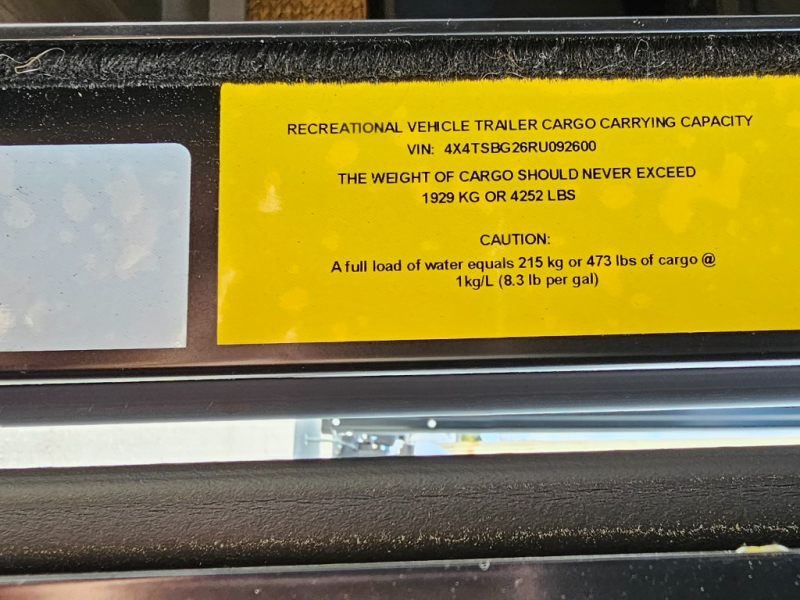 RECREATIONAL VEHICLE TRAILER CARGO CARRYING CAPACITY
VIN: 4X4TSBG26RU092600
THE WEIGHT OF CARGO SHOULD NEVER EXCEED
1929 KG OR 4252 LBS
CAUTION:
A full load of water equals 215 kg or 473 lbs of cargo @
1kg/L (8.3 lb per gal)